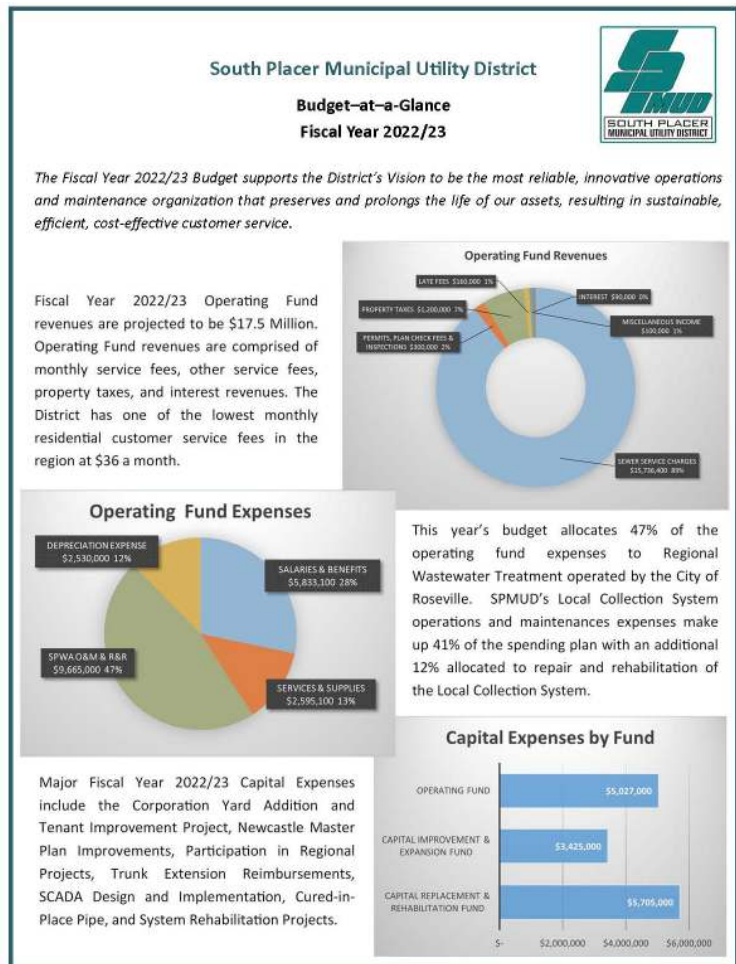 South Placer Municipal Utility District
Budget–at–a-Glance
Fiscal Year 2022/23
SPMUD
SOUTH PLACER
MUNICIPAL UTILITY DISTRICT
The Fiscal Year 2022/23 Budget supports the District's Vision to be the most reliable, innovative operations
and maintenance organization that preserves and prolongs the life of our assets, resulting in sustainable,
efficient, cost-effective customer service.
Fiscal Year 2022/23 Operating Fund
revenues are projected to be $17.5 Million.
Operating Fund revenues are comprised of
monthly service fees, other service fees,
property taxes, and interest revenues. The
District has one of the lowest monthly
residential customer service fees in the
region at $36 a month.
Operating Fund Revenues
LATE FEES $160,000 1%
INTEREST $90,000 0%
PROPERTY TAXES $1,200,000 7%
MISCELLANEOUS INCOME
$100,000 1%
PERMITS, PLAN CHECK FEES &
INSPECTIONS $300,000 2%
SEWER SERVICE CHARGES
$15,736,400 89%
Operating Fund Expenses
DEPRECIATION EXPENSE
$2,530,000 12%
SALARIES & BENEFITS
$5,833,100 28%
SPWA O&M & R&R
$9,665,000 47%
SERVICES & SUPPLIES
$2,595,100 13%
This year's budget allocates 47% of the
operating fund expenses to Regional
Wastewater Treatment operated by the City of
Roseville. SPMUD's Local Collection System
operations and maintenances expenses make
up 41% of the spending plan with an additional
12% allocated to repair and rehabilitation of
the Local Collection System.
Major Fiscal Year 2022/23 Capital Expenses
include the Corporation Yard Addition and
Tenant Improvement Project, Newcastle Master
Plan Improvements, Participation in Regional
Projects, Trunk Extension Reimbursements,
SCADA Design and Implementation, Cured-in-
Place Pipe, and System Rehabilitation Projects.
Capital Expenses by Fund
OPERATING FUND
$5,027,000
CAPITAL IMPROVEMENT &
EXPANSION FUND
$3,425,000
CAPITAL REPLACEMENT &
REHABILITATION FUND
$5,705,000
$- $2,000,000 $4,000,000 $6,000,000